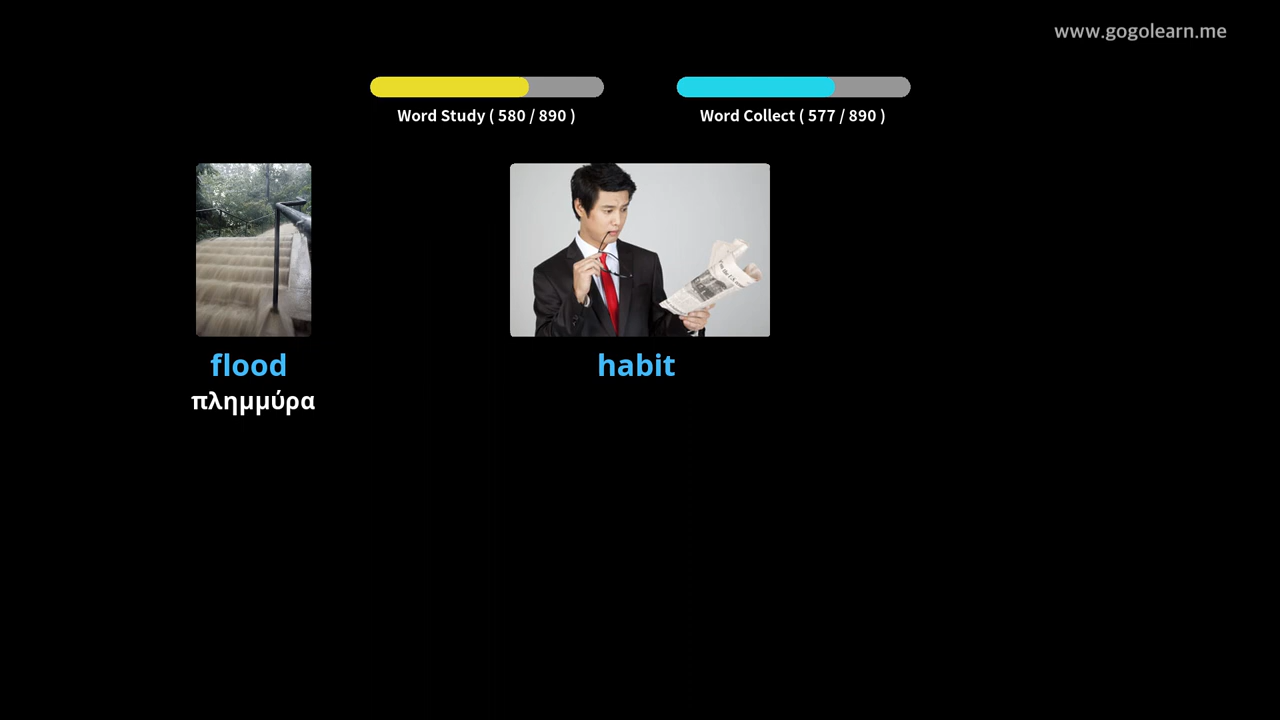 www.gogolearn.me
Word Study ( 580 / 890 )
Word Collect ( 577 / 890 )
flood
πλημμύρα
habit